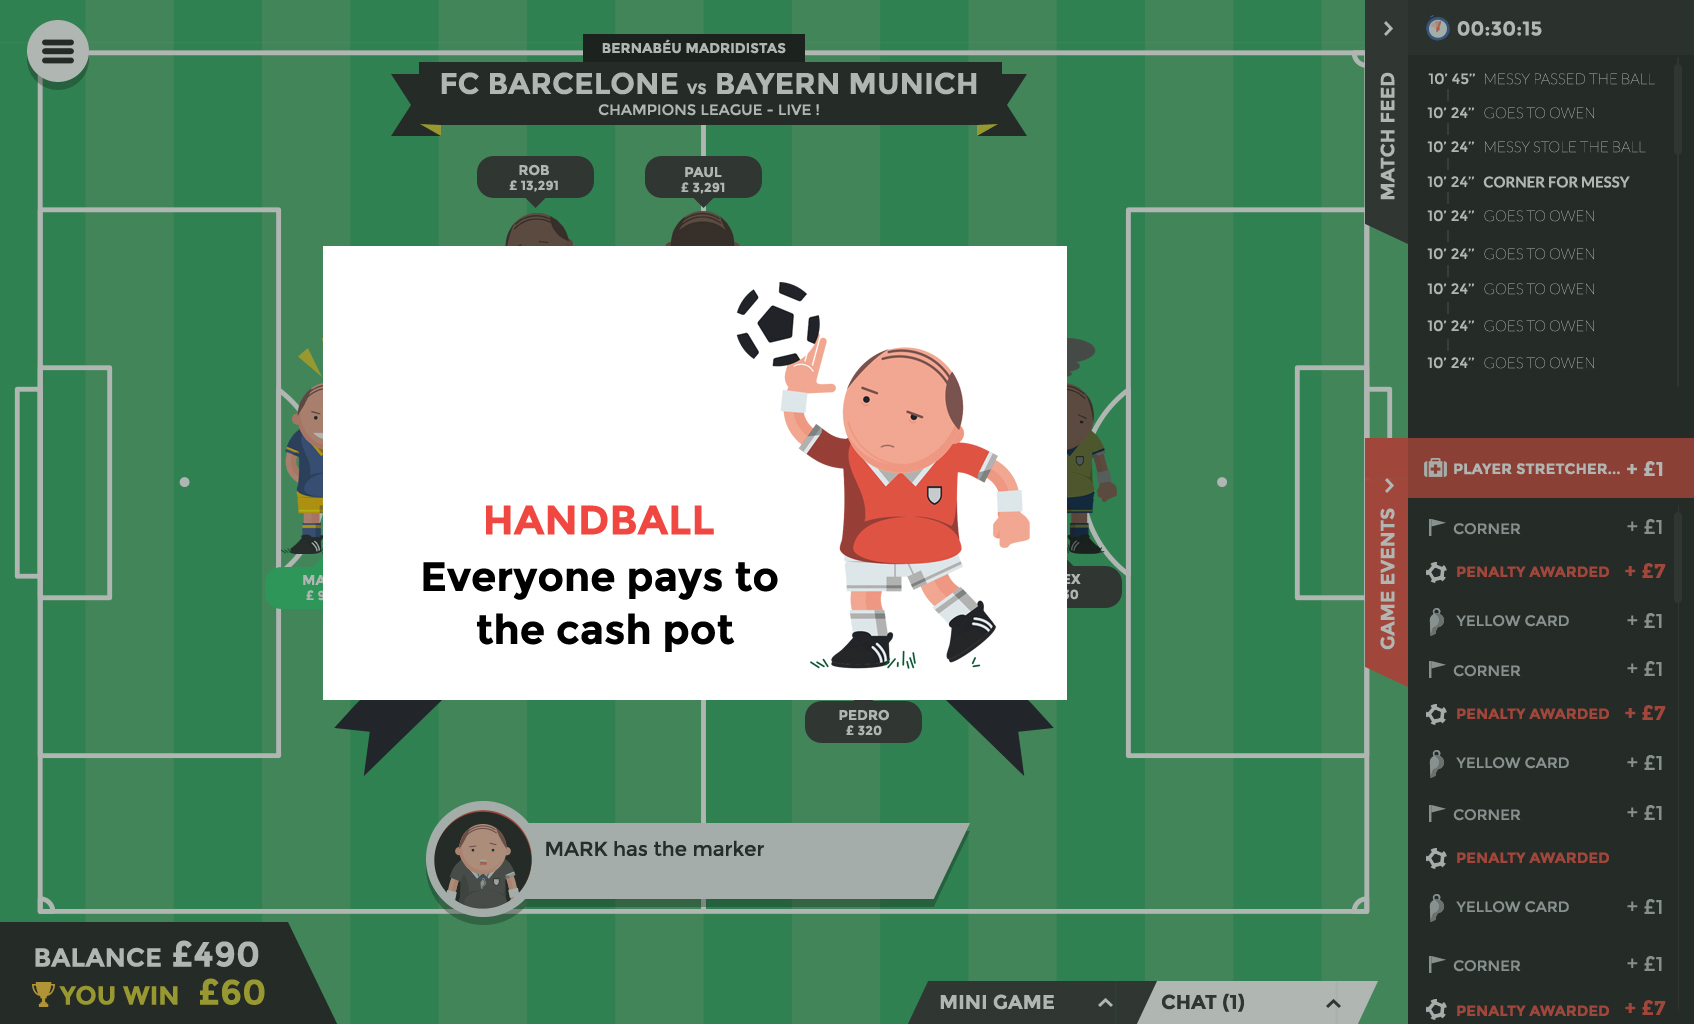 BERNABÉU MADRIDISTAS
FC BARCELONE VS BAYERN MUNICH
CHAMPIONS LEAGUE - LIVE !
ROB
£ 13,291
PAUL
£ 3,291
HANDBALL
Everyone pays to
the cash pot
MA
£ 9
EX
50
PEDRO
£ 320
MARK has the marker
BALANCE £490
YOU WIN £60
MINI GAME
CHAT (1)
MATCH FEED
00:30:15
10' 45" MESSY PASSED THE BALL
10' 24" GOES TO OWEN
10' 24" MESSY STOLE THE BALL
10' 24" CORNER FOR MESSY
10' 24" GOES TO OWEN
10' 24" GOES TO OWEN
10' 24" GOES TO OWEN
10' 24" GOES TO OWEN
10' 24" GOES TO OWEN
GAME EVENTS
PLAYER STRETCHER... + £1
CORNER + £1
PENALTY AWARDED + £7
YELLOW CARD + £1
CORNER + £1
PENALTY AWARDED + £7
YELLOW CARD + £1
CORNER + £1
PENALTY AWARDED
YELLOW CARD + £1
CORNER + £1
PENALTY AWARDED + £7